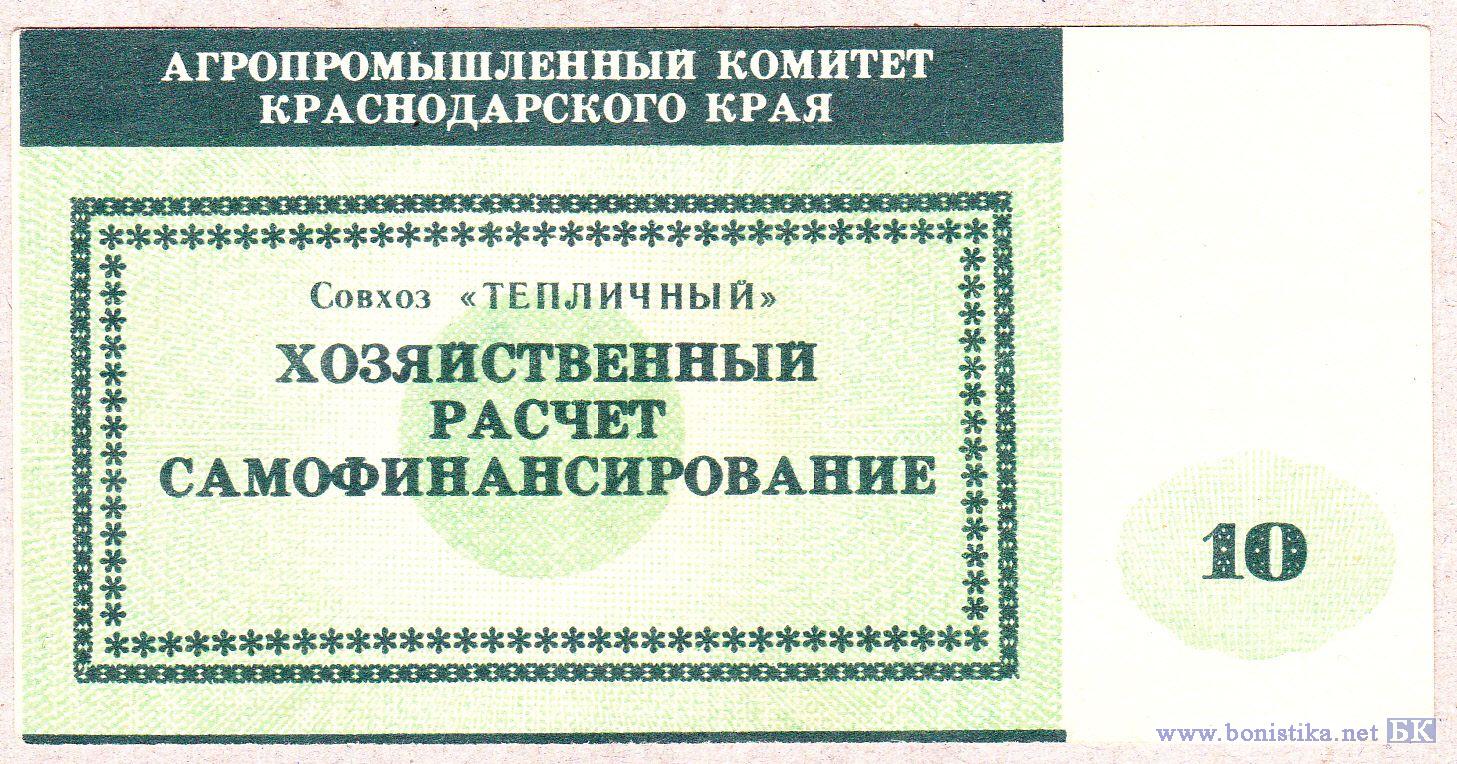 АГРОПРОМЫШЛЕННЫЙ КОМИТЕТ
КРАСНОДАРСКОГО КРАЯ
Совхоз «ТЕПЛИЧНЫЙ»
ХОЗЯЙСТВЕННЫЙ
РАСЧЕТ
САМОФИНАНСИРОВАНИЕ
10
www.bonistika.net БК